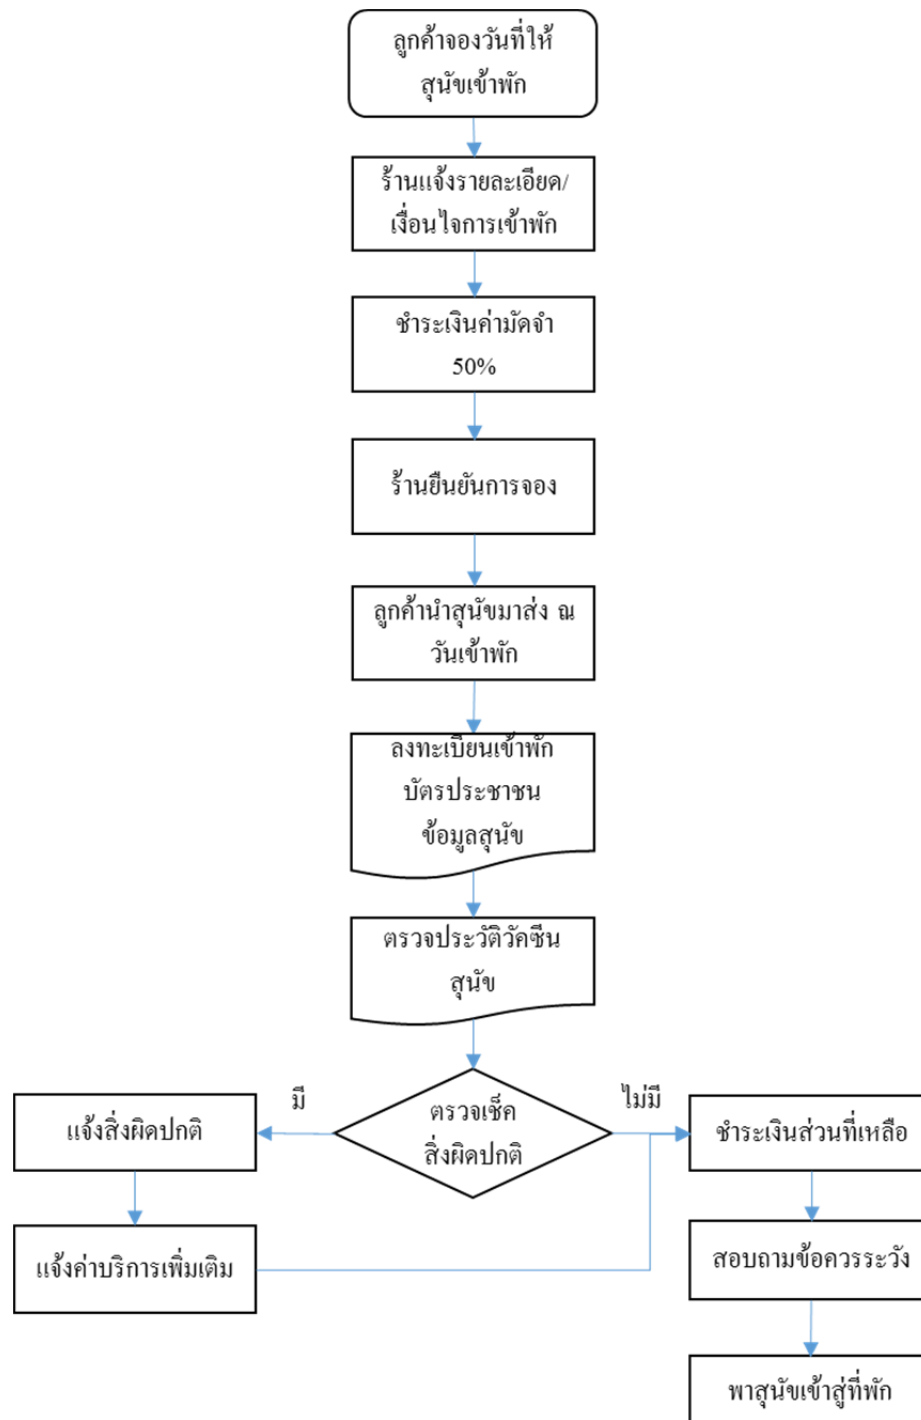 ลูกค้าจองวันที่ให้
สุนัขเข้าพัก
ร้านแจ้งรายละเอียด/
เงื่อนไจการเข้าพัก
ชำระเงินค่ามัดจำ
50%
ร้านยืนยันการจอง
ลูกค้านำสุนัขมาส่ง ณ
วันเข้าพัก
ลงทะเบียนเข้าพัก
บัตรประชาชน
ข้อมูลสุนัข
ตรวจประวัติวัคซีน
สุนัข
ตรวจเช็ค
สิ่งผิดปกติ
มี
แจ้งสิ่งผิดปกติ
แจ้งค่าบริการเพิ่มเติม
ไม่มี
ชำระเงินส่วนที่เหลือ
สอบถามข้อควรระวัง
พาสุนัขเข้าสู่ที่พัก